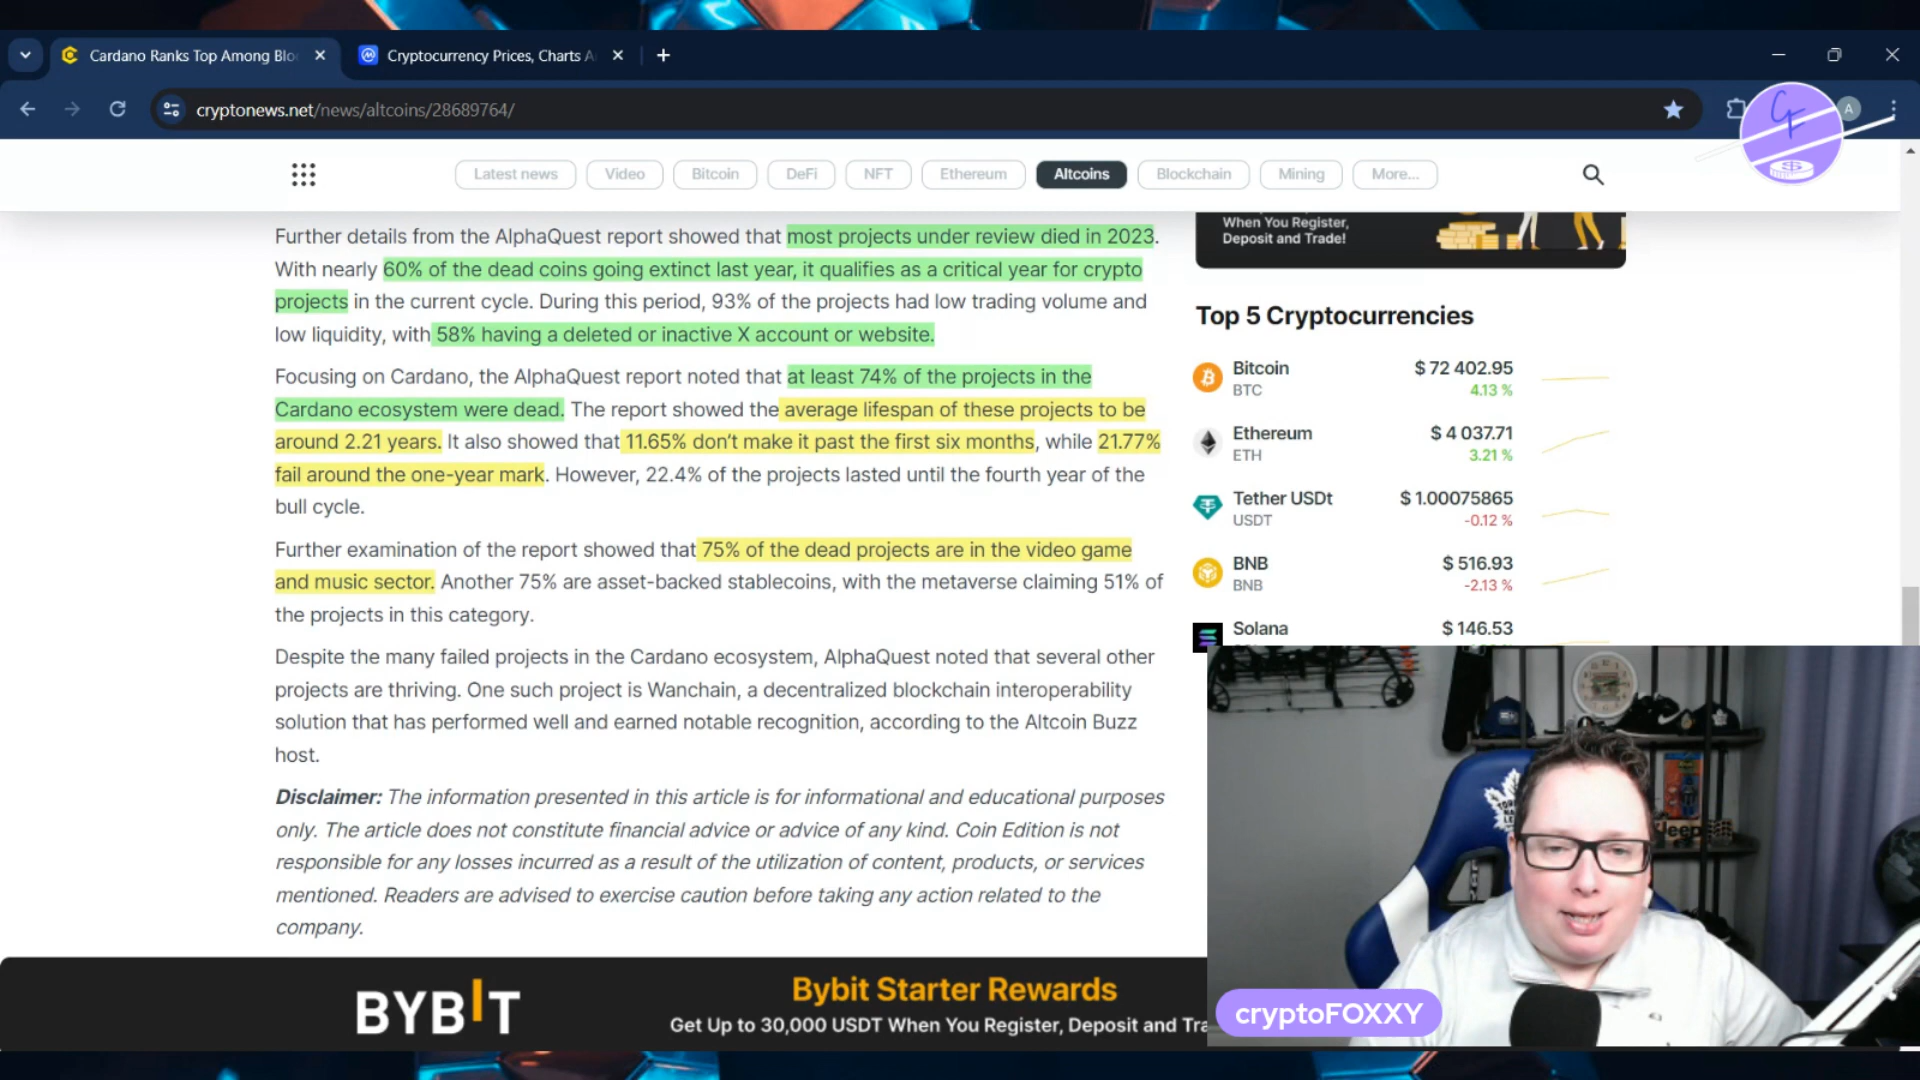 Cardano Ranks Top Among Blo
Cryptocurrency Prices, Charts A
cryptonews.net/news/altcoins/28689764/
A
Latest news
Video
Bitcoin
DeFi
NFT
Ethereum
Altcoins
Blockchain
Mining
More...
Further details from the AlphaQuest report showed that most projects under review died in 2023.
With nearly 60% of the dead coins going extinct last year, it qualifies as a critical year for crypto
projects in the current cycle. During this period, 93% of the projects had low trading volume and
low liquidity, with 58% having a deleted or inactive X account or website.
Focusing on Cardano, the AlphaQuest report noted that at least 74% of the projects in the
Cardano ecosystem were dead. The report showed the average lifespan of these projects to be
around 2.21 years. It also showed that 11.65% don’t make it past the first six months, while 21.77%
fail around the one-year mark. However, 22.4% of the projects lasted until the fourth year of the
bull cycle.
Further examination of the report showed that 75% of the dead projects are in the video game
and music sector. Another 75% are asset-backed stablecoins, with the metaverse claiming 51% of
the projects in this category.
Despite the many failed projects in the Cardano ecosystem, AlphaQuest noted that several other
projects are thriving. One such project is Wanchain, a decentralized blockchain interoperability
solution that has performed well and earned notable recognition, according to the Altcoin Buzz
host.
Disclaimer: The information presented in this article is for informational and educational purposes
only. The article does not constitute financial advice or advice of any kind. Coin Edition is not
responsible for any losses incurred as a result of the utilization of content, products, or services
mentioned. Readers are advised to exercise caution before taking any action related to the
company.
When You Register,
Deposit and Trade!
Top 5 Cryptocurrencies
Bitcoin $ 72 402.95
BTC 4.13 %
Ethereum $ 4 037.71
ETH 3.21 %
Tether USDt $ 1.00075865
USDT -0.12 %
BNB $ 516.93
BNB -2.13 %
Solana $ 146.53
BYBIT
Bybit Starter Rewards
Get Up to 30,000 USDT When You Register, Deposit and Tra
cryptoFOXXY